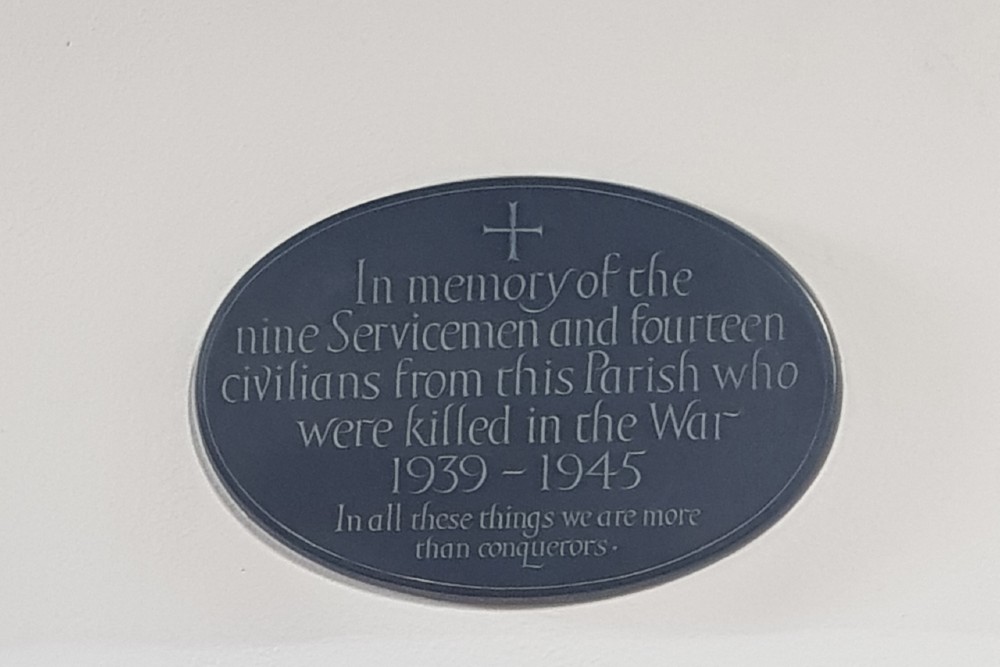 In memory of the
nine Servicemen and fourteen
civilians from this Parish who
were killed in the War
1939 – 1945
In all these things we are more
than conquerors.